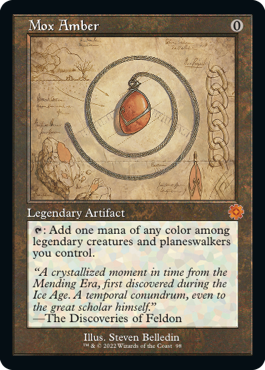 Mox Amber 0
Legendary Artifact
: Add one mana of any color among
legendary creatures and planeswalkers
you control.
“A crystallized moment in time from the
Mending Era, first discovered during the
Ice Age. A temporal conundrum, even to
the great scholar himself.”
—The Discoveries of Feldon
Illus. Steven Belledin
™ & © 2022 Wizards of the Coast